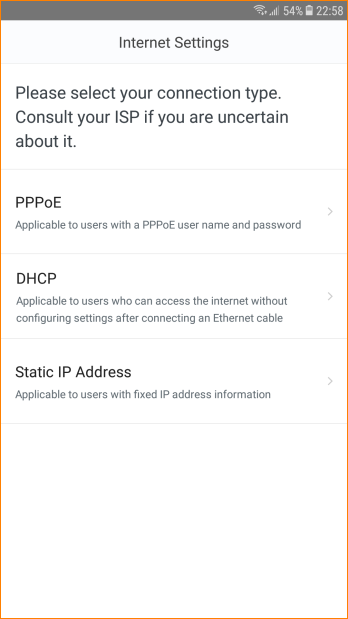 54% 22:58
Internet Settings
Please select your connection type.
Consult your ISP if you are uncertain
about it.
PPPoE
Applicable to users with a PPPoE user name and password
DHCP
Applicable to users who can access the internet without
configuring settings after connecting an Ethernet cable
Static IP Address
Applicable to users with fixed IP address information